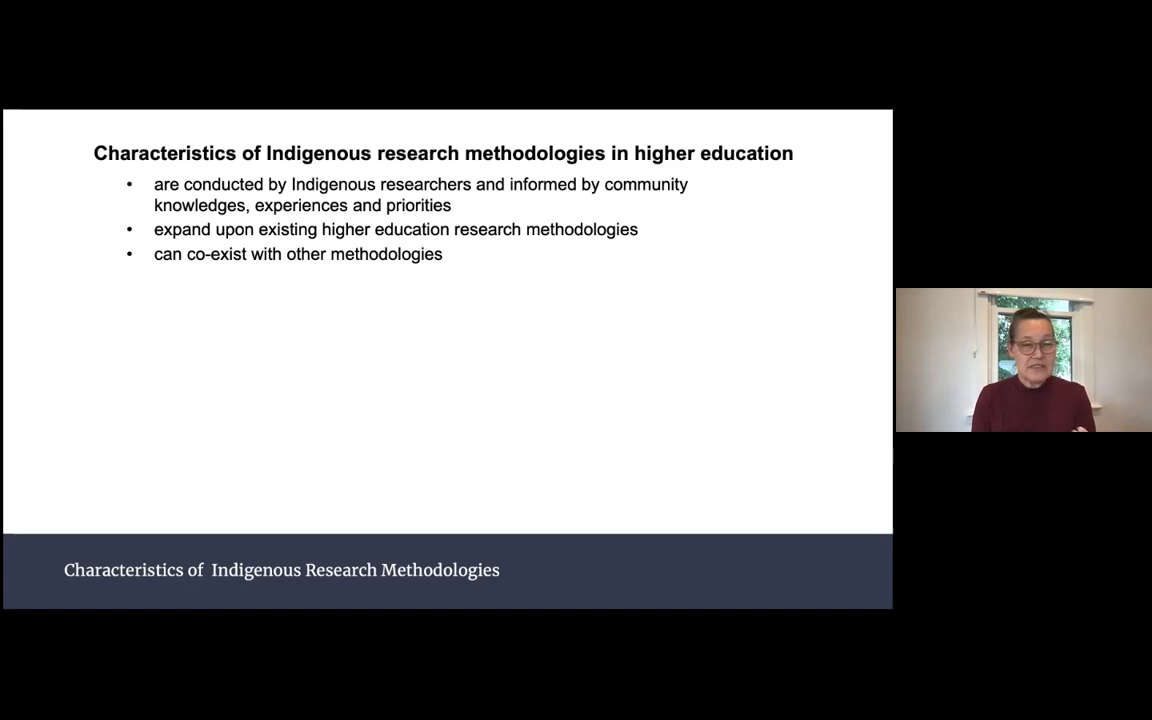 Characteristics of Indigenous research methodologies in higher education
• are conducted by Indigenous researchers and informed by community
knowledges, experiences and priorities
• expand upon existing higher education research methodologies
• can co-exist with other methodologies
Characteristics of Indigenous Research Methodologies